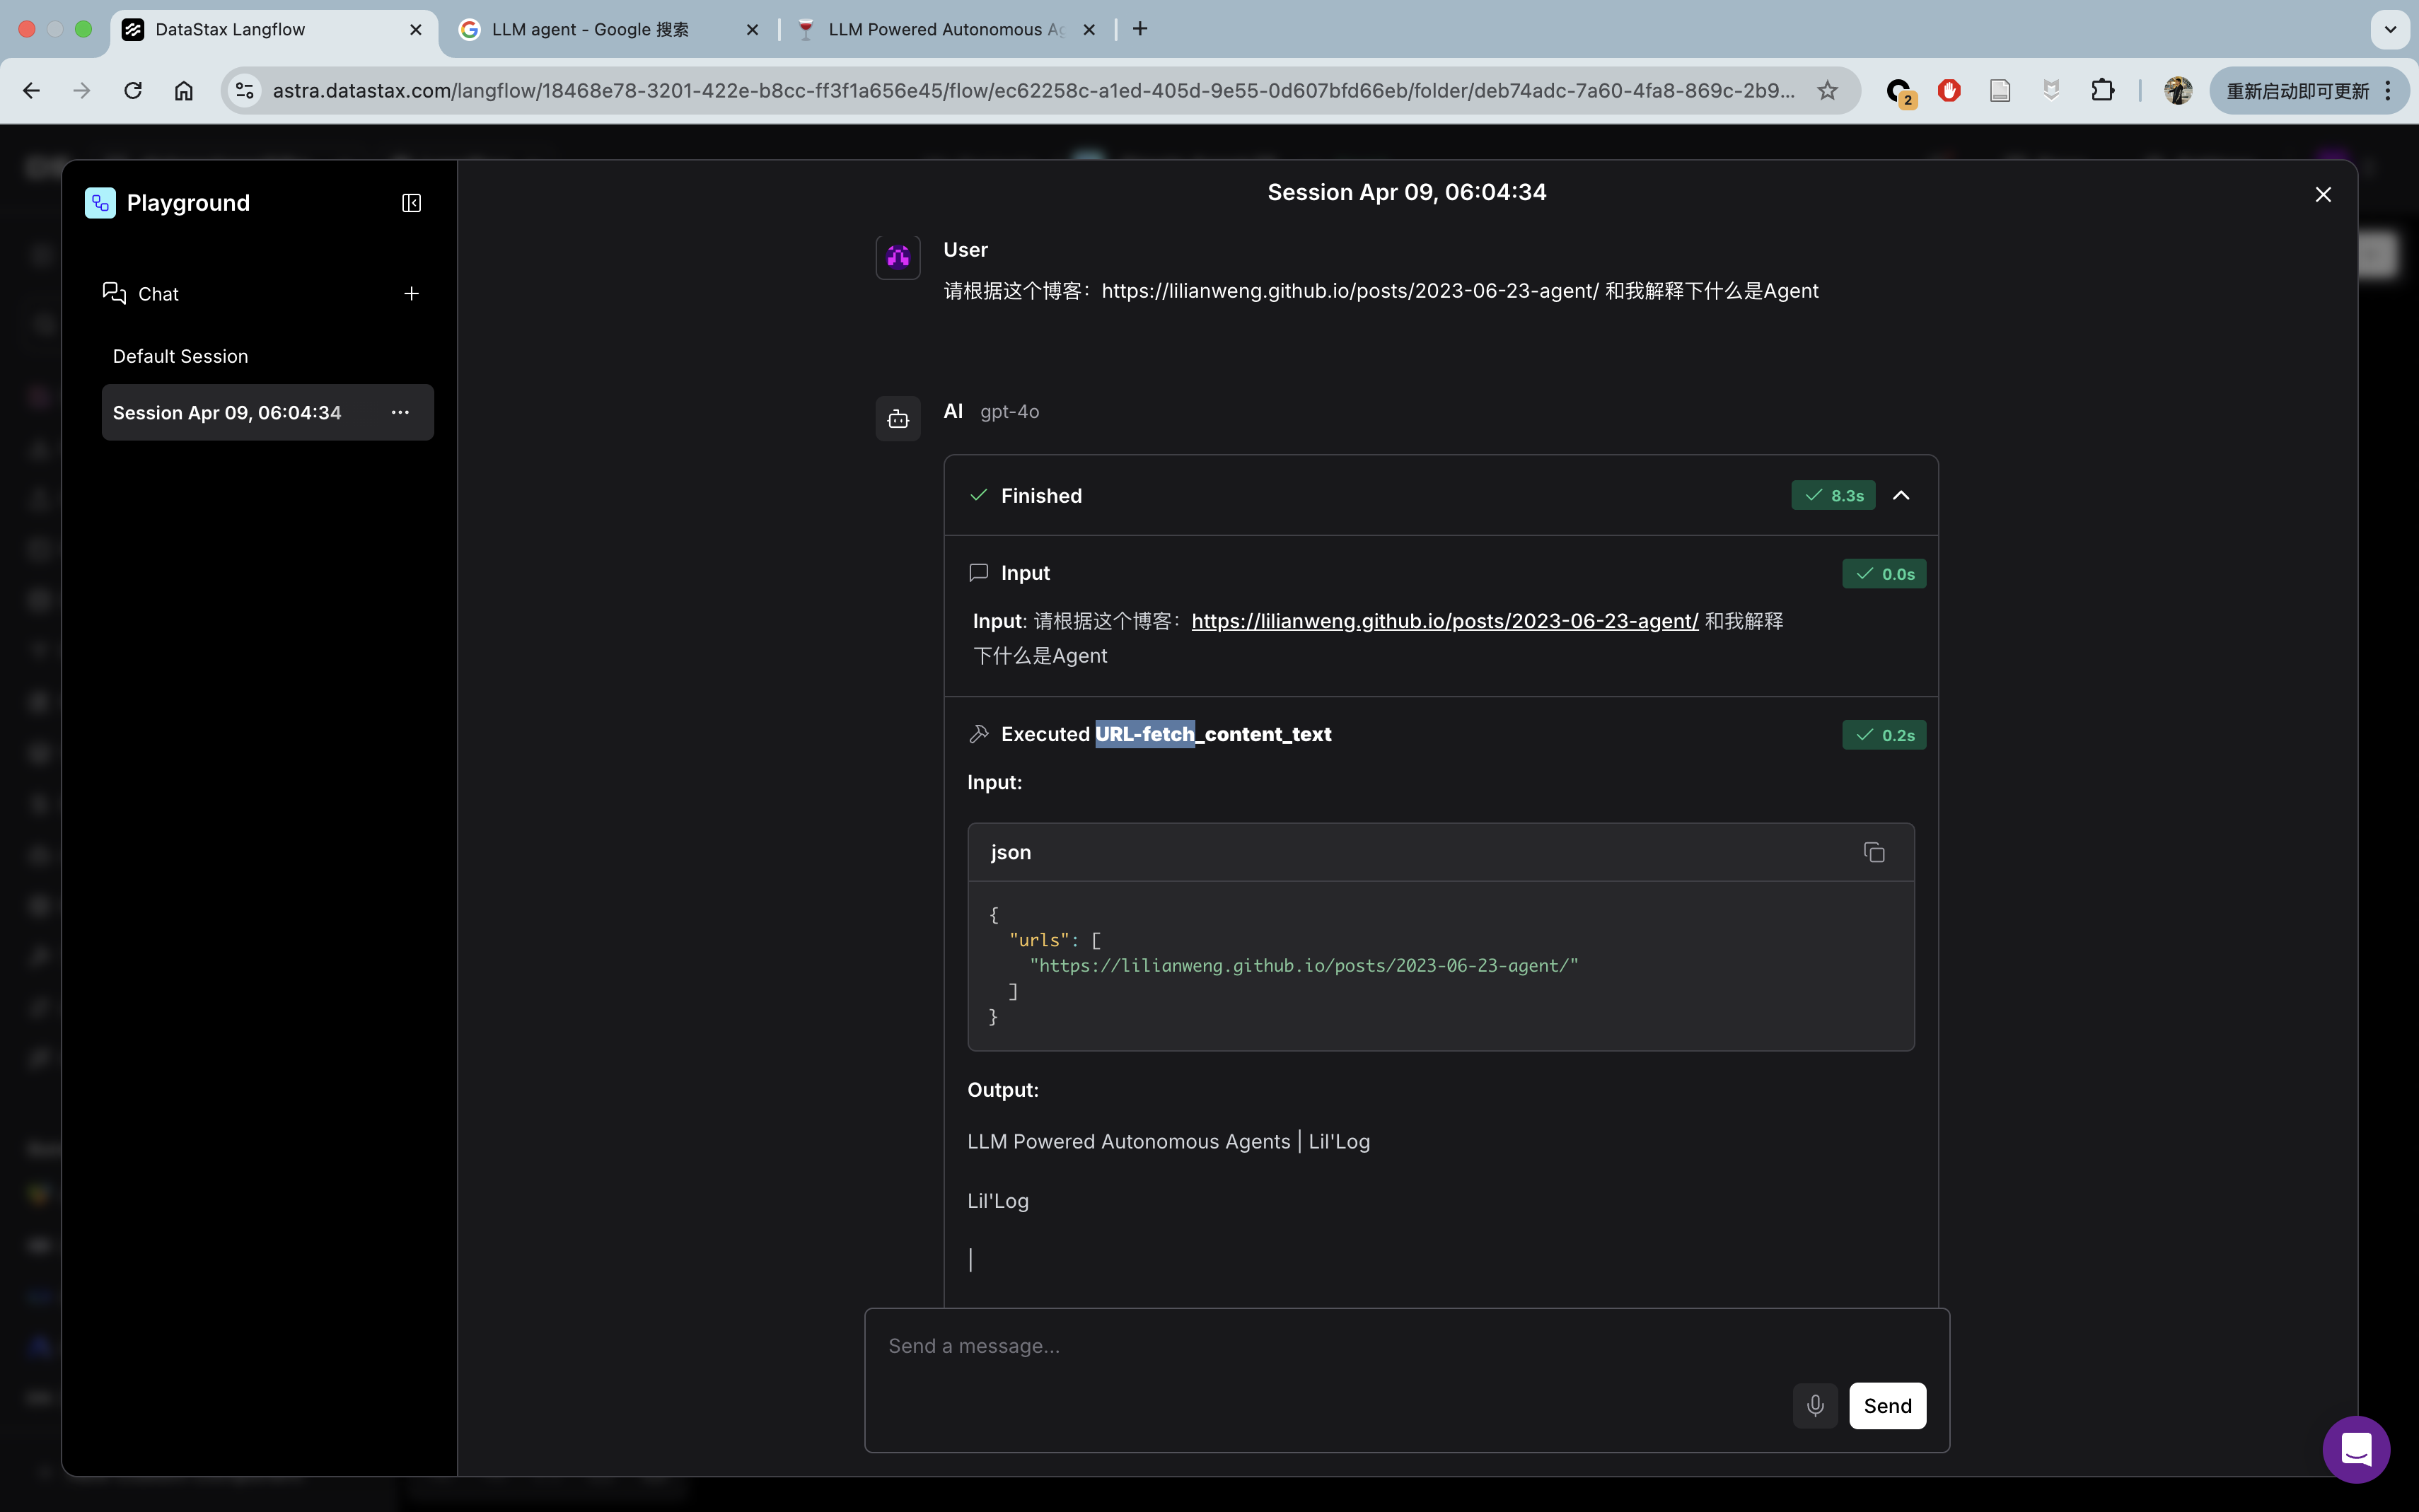 DataStax Langflow
LLM agent - Google 搜索
LLM Powered Autonomous Ag
astra.datastax.com/langflow/18468e78-3201-422e-b8cc-ff3f1a656e45/flow/ec62258c-a1ed-405d-9e55-0d607bfd66eb/folder/deb74adc-7a60-4fa8-869c-2b9...
2
重新启动即可更新
Playground
Chat
Default Session
Session Apr 09, 06:04:34
Session Apr 09, 06:04:34
User
请根据这个博客：https://lilianweng.github.io/posts/2023-06-23-agent/ 和我解释下什么是Agent
AI gpt-4o
Finished 8.3s
Input 0.0s
Input: 请根据这个博客：https://lilianweng.github.io/posts/2023-06-23-agent/ 和我解释
下什么是Agent
Executed URL-fetch_content_text 0.2s
Input:
json
{
"urls": [
"https://lilianweng.github.io/posts/2023-06-23-agent/"
]
}
Output:
LLM Powered Autonomous Agents | Lil'Log
Lil'Log
|
Send a message...
Send